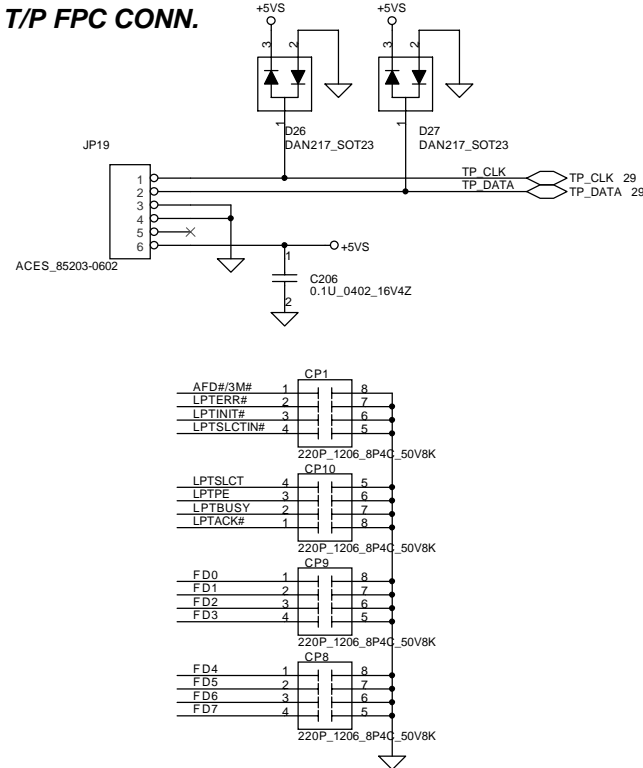 T/P FPC CONN.
+5VS +5VS
3 2 3 2
1 1
D26 D27
DAN217_SOT23 DAN217_SOT23
JP19
1 TP_CLK TP_CLK 29
2 TP_DATA TP_DATA 29
3
4
5
6 +5VS
ACES_85203-0602
1
C206
0.1U_0402_16V4Z
2
CP1
AFD#/3M# 1 8
LPTERR# 2 7
LPTINIT# 3 6
LPTSLCTIN# 4 5
220P_1206_8P4C_50V8K
CP10
LPTSLCT 4 5
LPTPE 3 6
LPTBUSY 2 7
LPTACK# 1 8
220P_1206_8P4C_50V8K
CP9
FD0 1 8
FD1 2 7
FD2 3 6
FD3 4 5
220P_1206_8P4C_50V8K
CP8
FD4 1 8
FD5 2 7
FD6 3 6
FD7 4 5
220P_1206_8P4C_50V8K